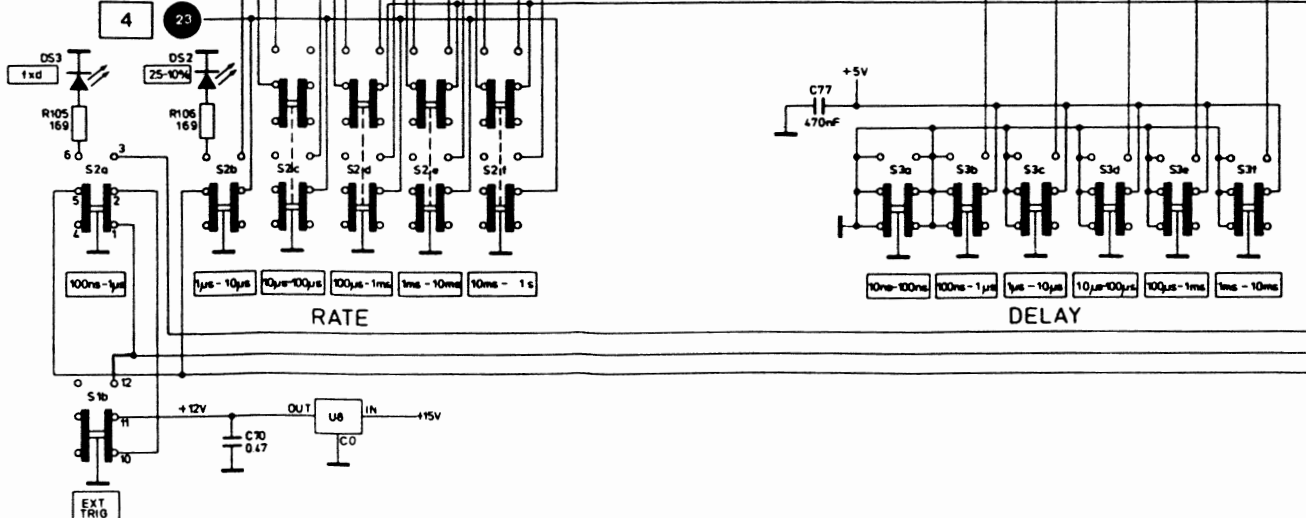 4
23
DS3
fxd
R105
169
6
3
DS2
25-10%
R106
169
S2a
S2b
S2c
S2d
S2e
S2f
5
2
4
1
100ns-1µs
1µs-10µs
10µs-100µs
100µs-1ms
1ms-10ms
10ms- 1s
RATE
+5V
C77
470nF
S3a
S3b
S3c
S3d
S3e
S3f
10ns-100ns
100ns-1µs
1µs-10µs
10µs-100µs
100µs-1ms
1ms-10ms
DELAY
12
S1b
11
10
+12V
C70
0.47
OUT
U8
IN
+15V
CO
EXT
TRIG